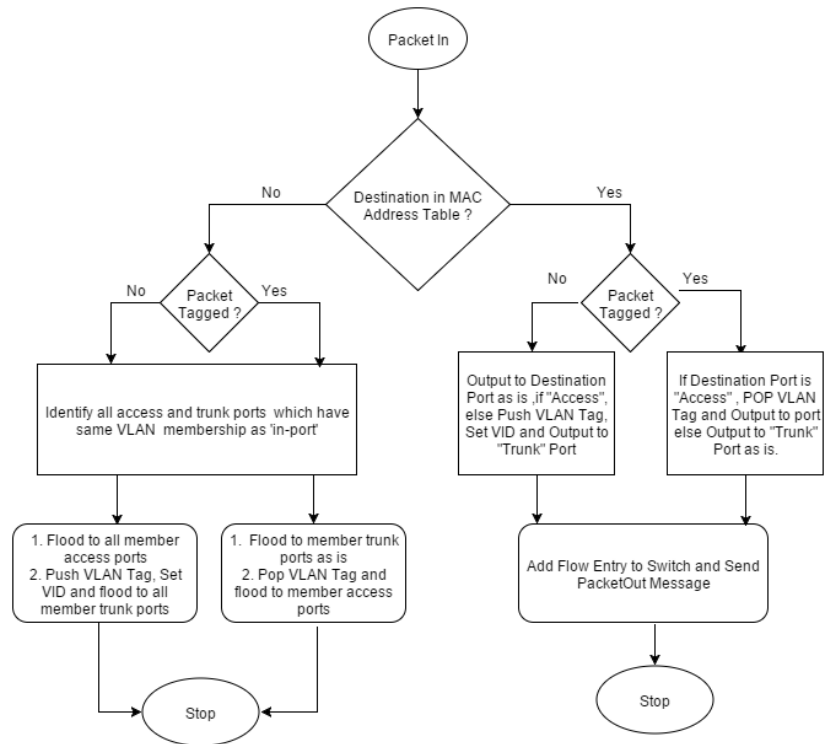 Packet In
Destination in MAC
Address Table ?
No
Yes
Packet
Tagged ?
No
Yes
Packet
Tagged ?
No
Yes
Identify all access and trunk ports which have
same VLAN membership as 'in-port'
Output to Destination
Port as is ,if "Access",
else Push VLAN Tag,
Set VID and Output to
"Trunk" Port
If Destination Port is
"Access" , POP VLAN
Tag and Output to port
else Output to "Trunk"
Port as is.
1. Flood to all member
access ports
2. Push VLAN Tag, Set
VID and flood to all
member trunk ports
1. Flood to member trunk
ports as is
2. Pop VLAN Tag and
flood to member access
ports
Add Flow Entry to Switch and Send
PacketOut Message
Stop
Stop